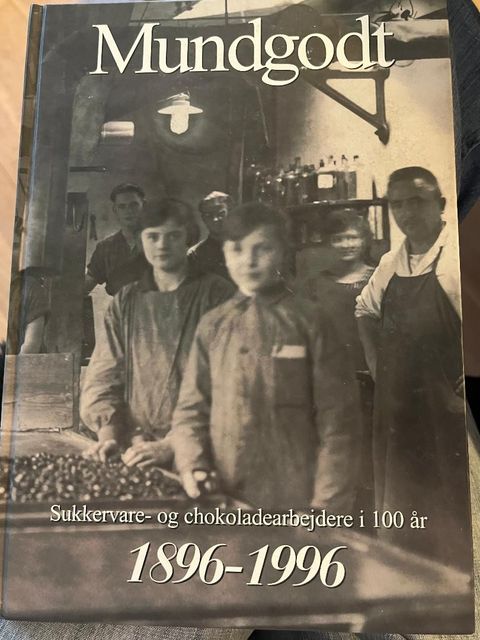 Mundgodt
Sukkervare- og chokoladearbejdere i 100 år
1896-1996